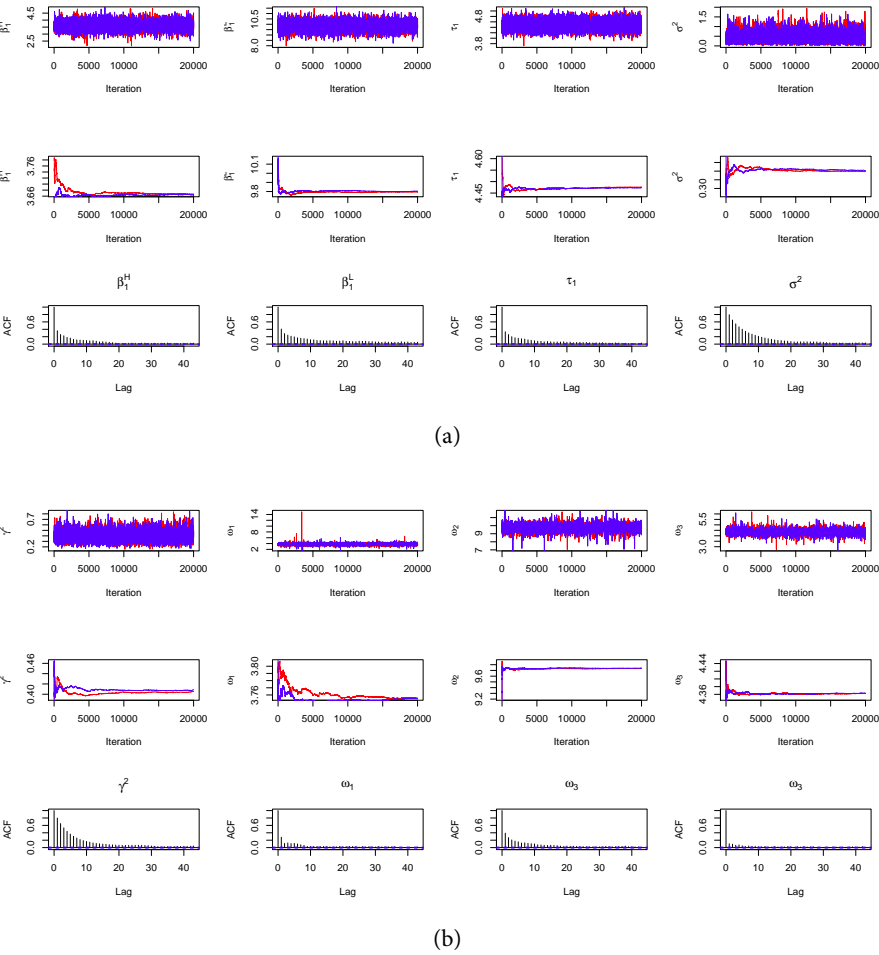 β₁ᴴ 2.5 4.5 0 5000 10000 20000 Iteration
β₁ᴸ 8.0 10.5 0 5000 10000 20000 Iteration
τ₁ 3.8 4.8 0 5000 10000 20000 Iteration
σ² 0.0 1.5 0 5000 10000 20000 Iteration
β₁ᴴ 3.66 3.76 0 5000 10000 20000 Iteration
β₁ᴸ 9.8 10.1 0 5000 10000 20000 Iteration
τ₁ 4.45 4.60 0 5000 10000 20000 Iteration
σ² 0.30 0 5000 10000 20000 Iteration
β₁ᴴ
ACF 0.0 0.6 0 10 20 30 40 Lag
β₁ᴸ
ACF 0.0 0.6 0 10 20 30 40 Lag
τ₁
ACF 0.0 0.6 0 10 20 30 40 Lag
σ²
ACF 0.0 0.6 0 10 20 30 40 Lag
(a)
γ² 0.2 0.7 0 5000 10000 20000 Iteration
ω₁ 2 8 14 0 5000 10000 20000 Iteration
ω₂ 7 9 0 5000 10000 20000 Iteration
ω₃ 3.0 5.5 0 5000 10000 20000 Iteration
γ² 0.40 0.46 0 5000 10000 20000 Iteration
ω₁ 3.76 3.80 0 5000 10000 20000 Iteration
ω₂ 9.2 9.6 0 5000 10000 20000 Iteration
ω₃ 4.36 4.44 0 5000 10000 20000 Iteration
γ²
ACF 0.0 0.6 0 10 20 30 40 Lag
ω₁
ACF 0.0 0.6 0 10 20 30 40 Lag
ω₃
ACF 0.0 0.6 0 10 20 30 40 Lag
ω₃
ACF 0.0 0.6 0 10 20 30 40 Lag
(b)